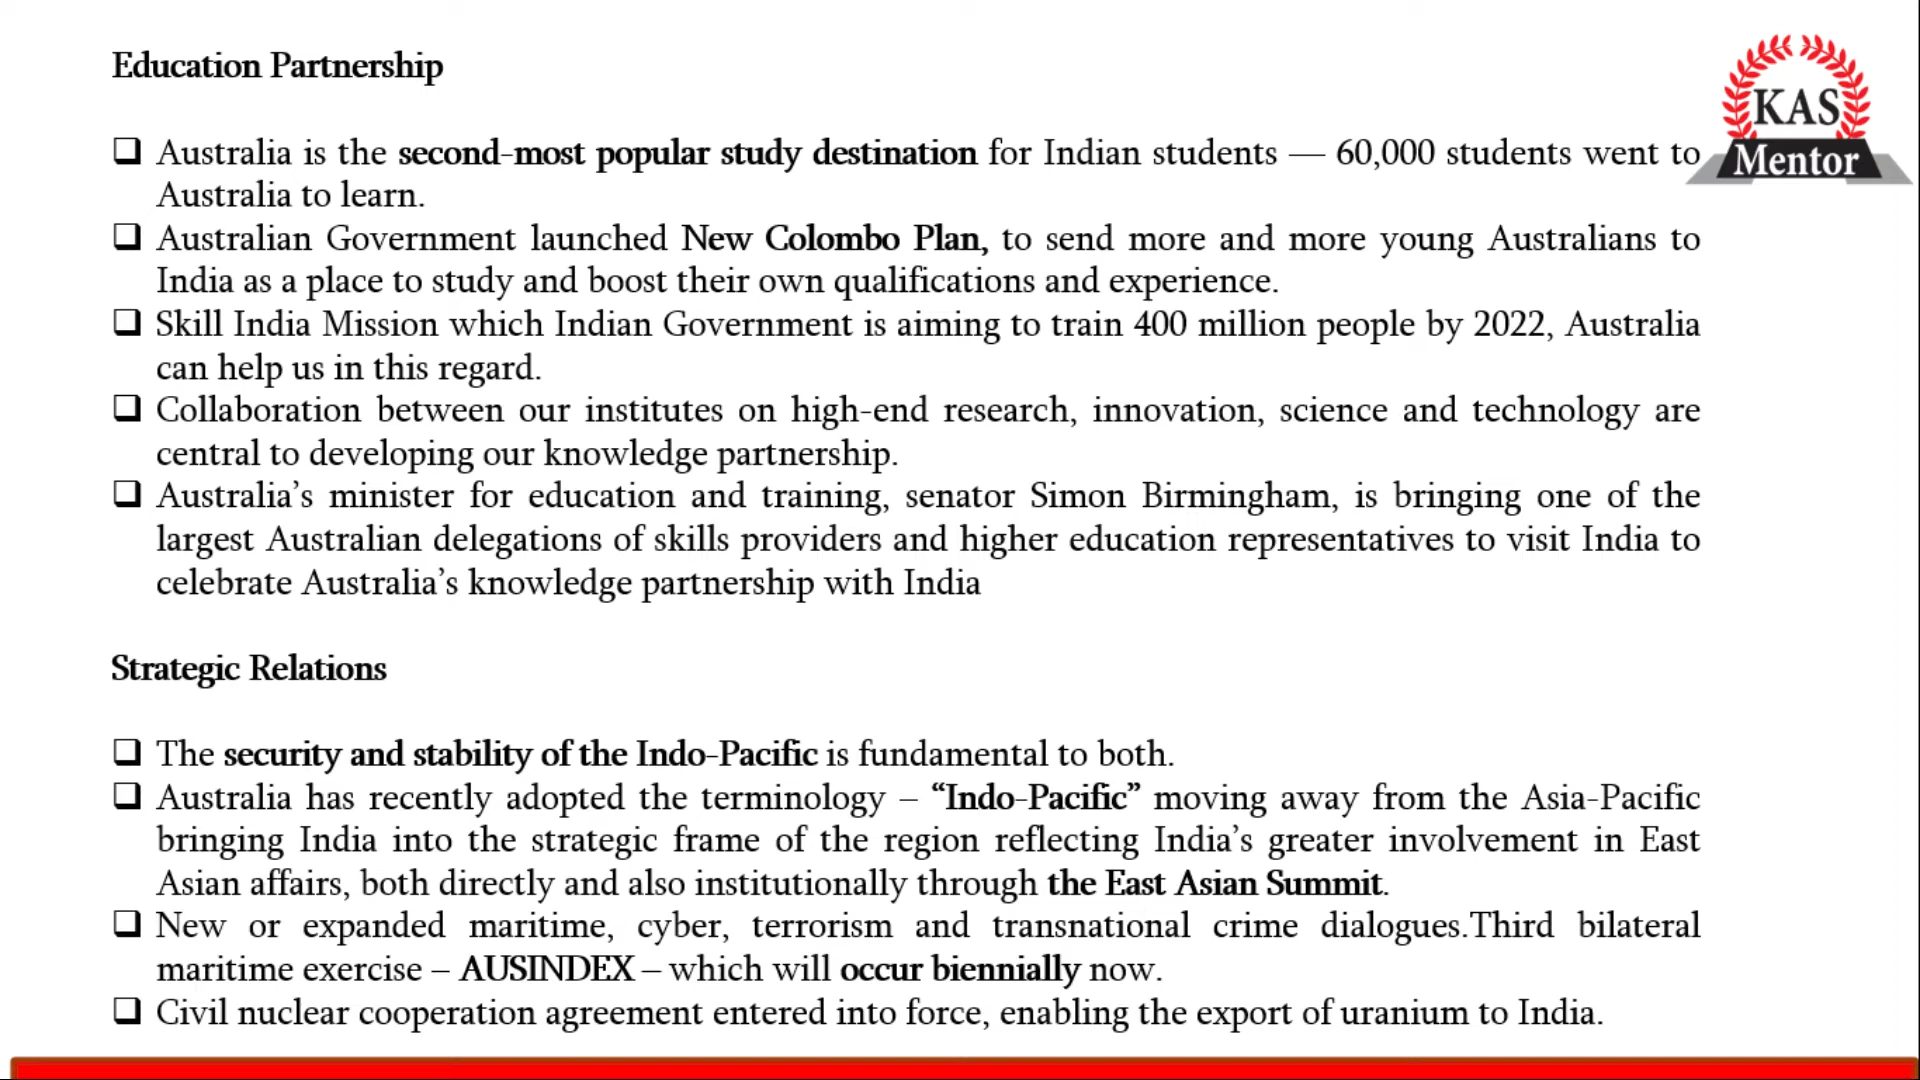 Education Partnership
KAS
Mentor
❑ Australia is the second-most popular study destination for Indian students — 60,000 students went to
Australia to learn.
❑ Australian Government launched New Colombo Plan, to send more and more young Australians to
India as a place to study and boost their own qualifications and experience.
❑ Skill India Mission which Indian Government is aiming to train 400 million people by 2022, Australia
can help us in this regard.
❑ Collaboration between our institutes on high-end research, innovation, science and technology are
central to developing our knowledge partnership.
❑ Australia’s minister for education and training, senator Simon Birmingham, is bringing one of the
largest Australian delegations of skills providers and higher education representatives to visit India to
celebrate Australia’s knowledge partnership with India
Strategic Relations
❑ The security and stability of the Indo-Pacific is fundamental to both.
❑ Australia has recently adopted the terminology – “Indo-Pacific” moving away from the Asia-Pacific
bringing India into the strategic frame of the region reflecting India’s greater involvement in East
Asian affairs, both directly and also institutionally through the East Asian Summit.
❑ New or expanded maritime, cyber, terrorism and transnational crime dialogues.Third bilateral
maritime exercise – AUSINDEX – which will occur biennially now.
❑ Civil nuclear cooperation agreement entered into force, enabling the export of uranium to India.